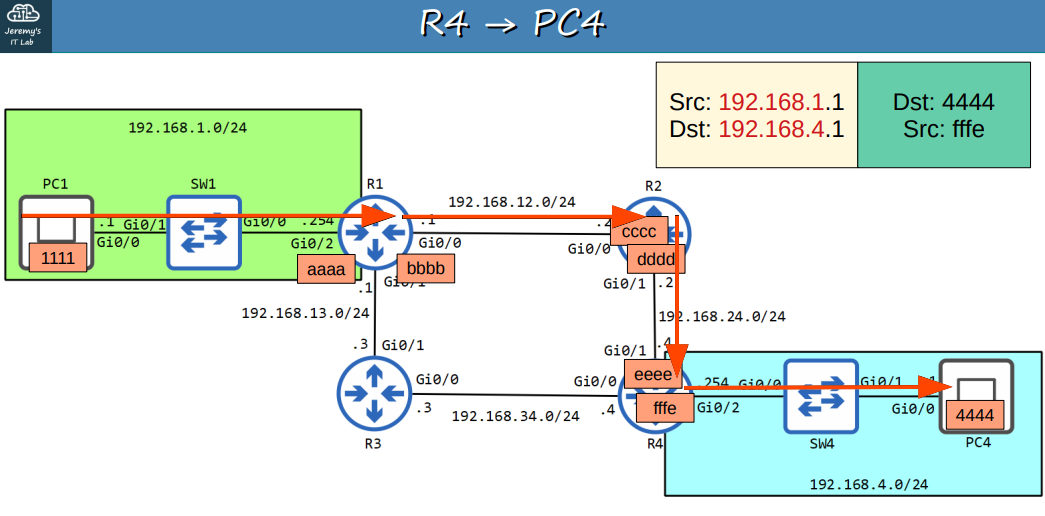 Jeremy's
IT Lab
R4 → PC4
Src: 192.168.1.1
Dst: 192.168.4.1
Dst: 4444
Src: fffe
192.168.1.0/24
PC1
SW1
R1
192.168.12.0/24
R2
.1
Gi0/1
Gi0/0
.254
.1
.2
cccc
Gi0/0
Gi0/2
Gi0/0
Gi0/0
1111
aaaa
bbbb
dddd
.1
Gi0/1
Gi0/1
.2
192.168.13.0/24
192.168.24.0/24
.3
Gi0/1
Gi0/1
.4
eeee
Gi0/0
Gi0/0
.254
Gi0/0
Gi0/1
.1
.3
192.168.34.0/24
.4
fffe
Gi0/2
Gi0/0
4444
R3
R4
SW4
PC4
192.168.4.0/24